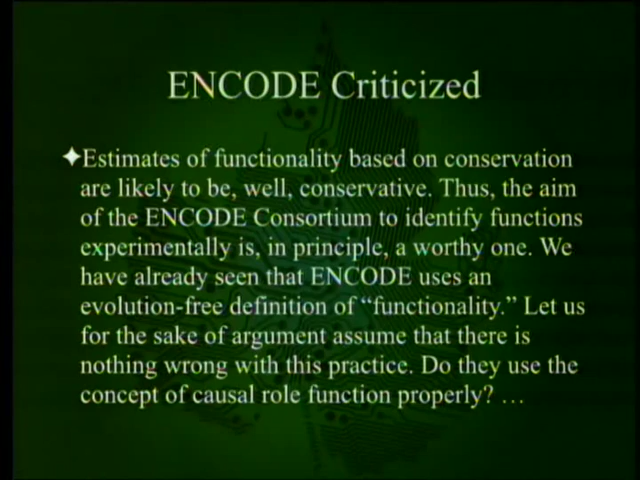 ENCODE Criticized
✦Estimates of functionality based on conservation
are likely to be, well, conservative. Thus, the aim
of the ENCODE Consortium to identify functions
experimentally is, in principle, a worthy one. We
have already seen that ENCODE uses an
evolution-free definition of “functionality.” Let us
for the sake of argument assume that there is
nothing wrong with this practice. Do they use the
concept of causal role function properly? …